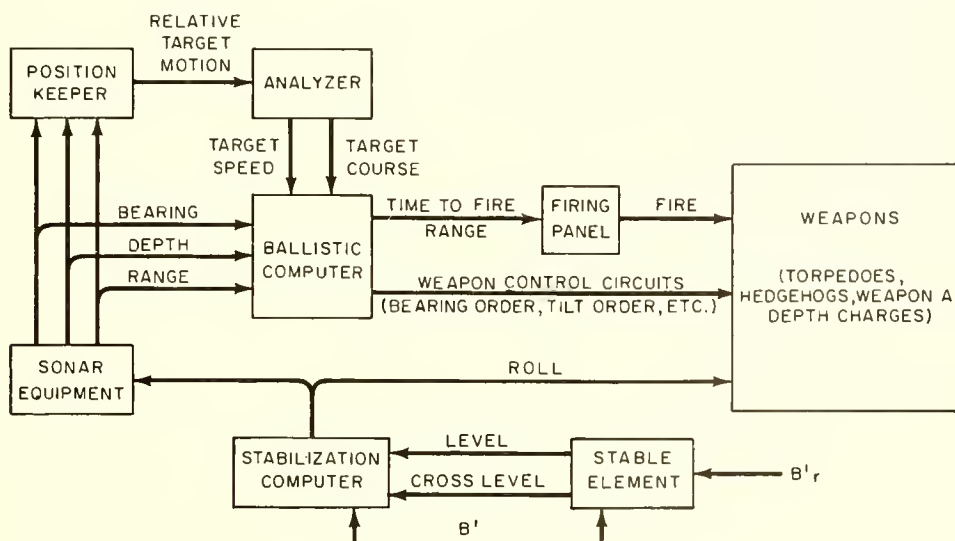 RELATIVE
TARGET
MOTION
POSITION
KEEPER
ANALYZER
TARGET
SPEED
TARGET
COURSE
BEARING
DEPTH
RANGE
BALLISTIC
COMPUTER
TIME TO FIRE
RANGE
FIRING
PANEL
FIRE
WEAPONS
(TORPEDOES,
HEDGEHOGS, WEAPON A
DEPTH CHARGES)
WEAPON CONTROL CIRCUITS
(BEARING ORDER, TILT ORDER, ETC.)
SONAR
EQUIPMENT
ROLL
STABILIZATION
COMPUTER
LEVEL
CROSS LEVEL
STABLE
ELEMENT
B'r
B'